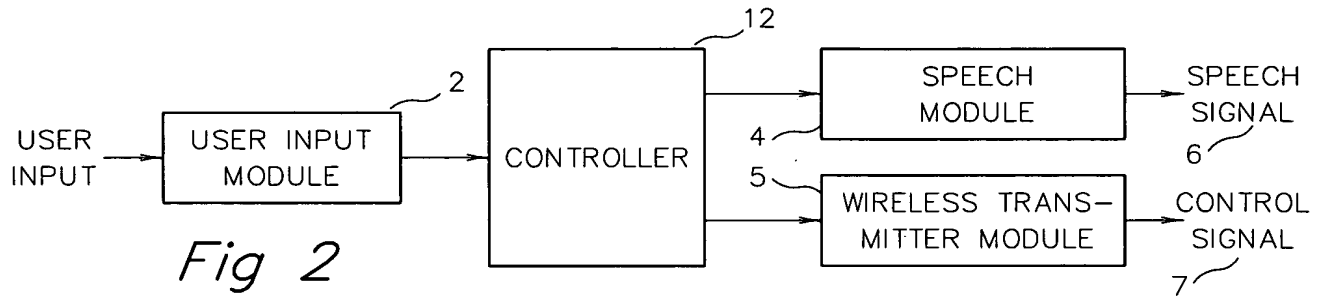 USER
INPUT
2
USER INPUT
MODULE
12
CONTROLLER
4
SPEECH
MODULE
SPEECH
SIGNAL
6
5
WIRELESS TRANS-
MITTER MODULE
CONTROL
SIGNAL
7
Fig 2